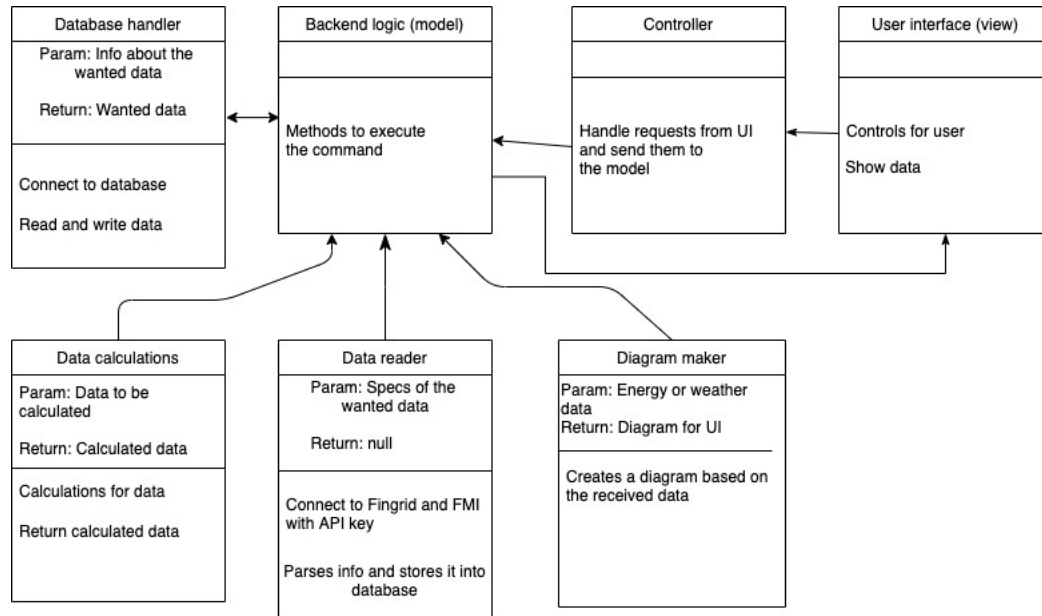 Database handler
Param: Info about the
wanted data
Return: Wanted data
Connect to database
Read and write data
Backend logic (model)
Methods to execute
the command
Controller
Handle requests from UI
and send them to
the model
User interface (view)
Controls for user
Show data
Data calculations
Param: Data to be
calculated
Return: Calculated data
Calculations for data
Return calculated data
Data reader
Param: Specs of the
wanted data
Return: null
Connect to Fingrid and FMI
with API key
Parses info and stores it into
database
Diagram maker
Param: Energy or weather
data
Return: Diagram for UI
Creates a diagram based on
the received data